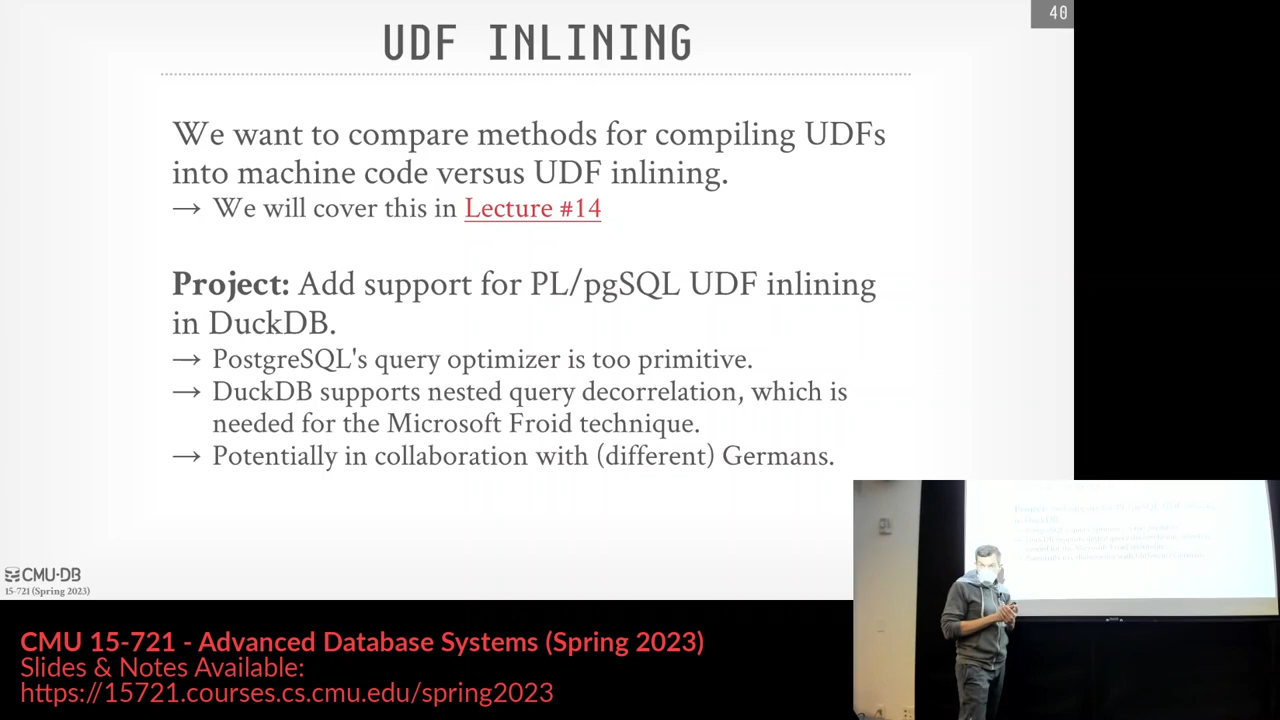 40
UDF INLINING
We want to compare methods for compiling UDFs
into machine code versus UDF inlining.
→ We will cover this in Lecture #14
Project: Add support for PL/pgSQL UDF inlining
in DuckDB.
→ PostgreSQL's query optimizer is too primitive.
→ DuckDB supports nested query decorrelation, which is
needed for the Microsoft Froid technique.
→ Potentially in collaboration with (different) Germans.
CMU·DB
15-721 (Spring 2023)
CMU 15-721 - Advanced Database Systems (Spring 2023)
Slides & Notes Available:
https://15721.courses.cs.cmu.edu/spring2023